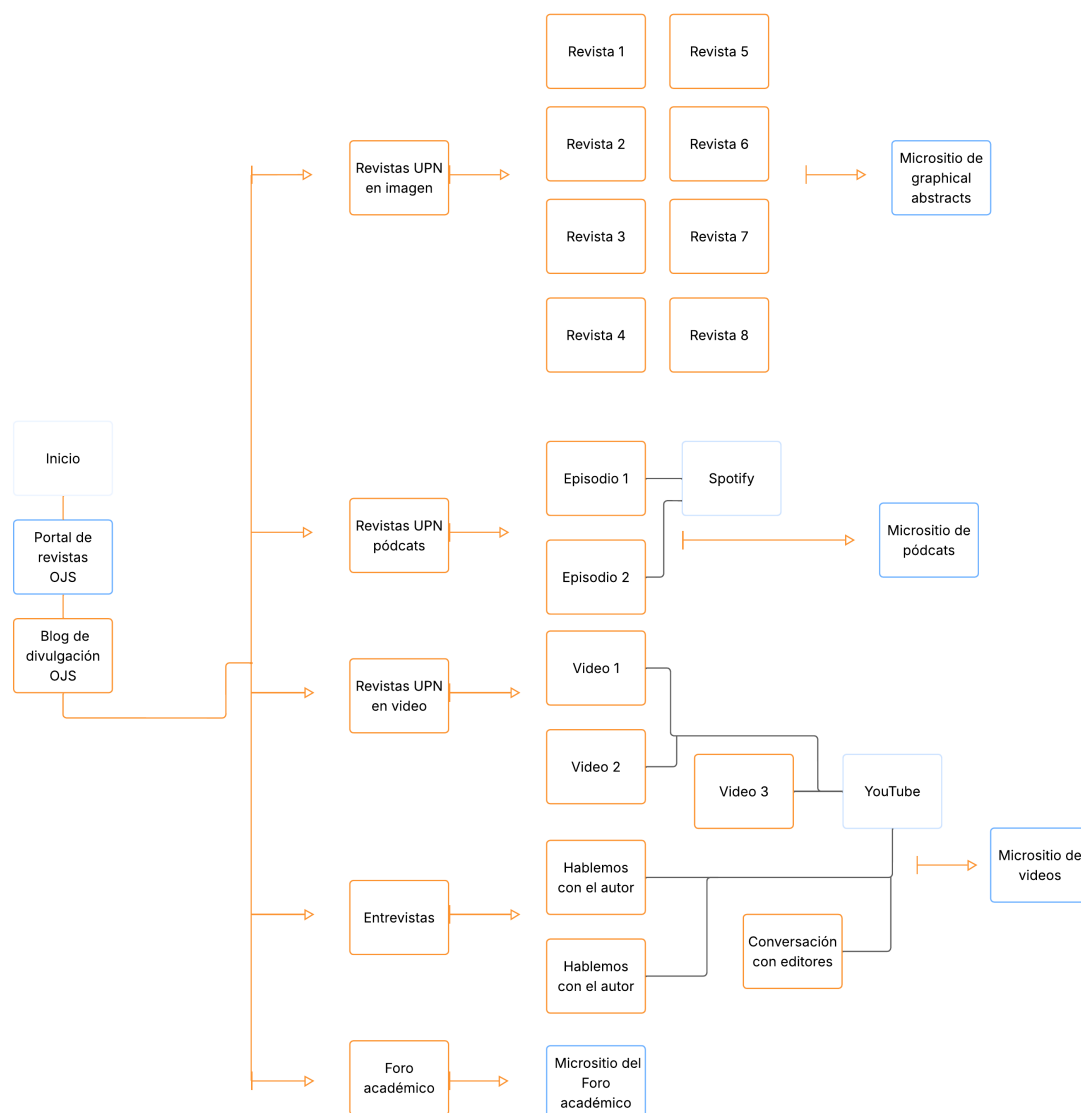 Revista 1
Revista 5
Revista 2
Revista 6
Revistas UPN
en imagen
Micrositio de
graphical
abstracts
Revista 3
Revista 7
Revista 4
Revista 8
Inicio
Portal de
revistas
OJS
Blog de
divulgación
OJS
Revistas UPN
pódcats
Episodio 1
Spotify
Episodio 2
Micrositio de
pódcats
Revistas UPN
en video
Video 1
Video 2
Video 3
YouTube
Entrevistas
Hablemos
con el autor
Hablemos
con el autor
Conversación
con editores
Micrositio de
videos
Foro
académico
Micrositio del
Foro
académico